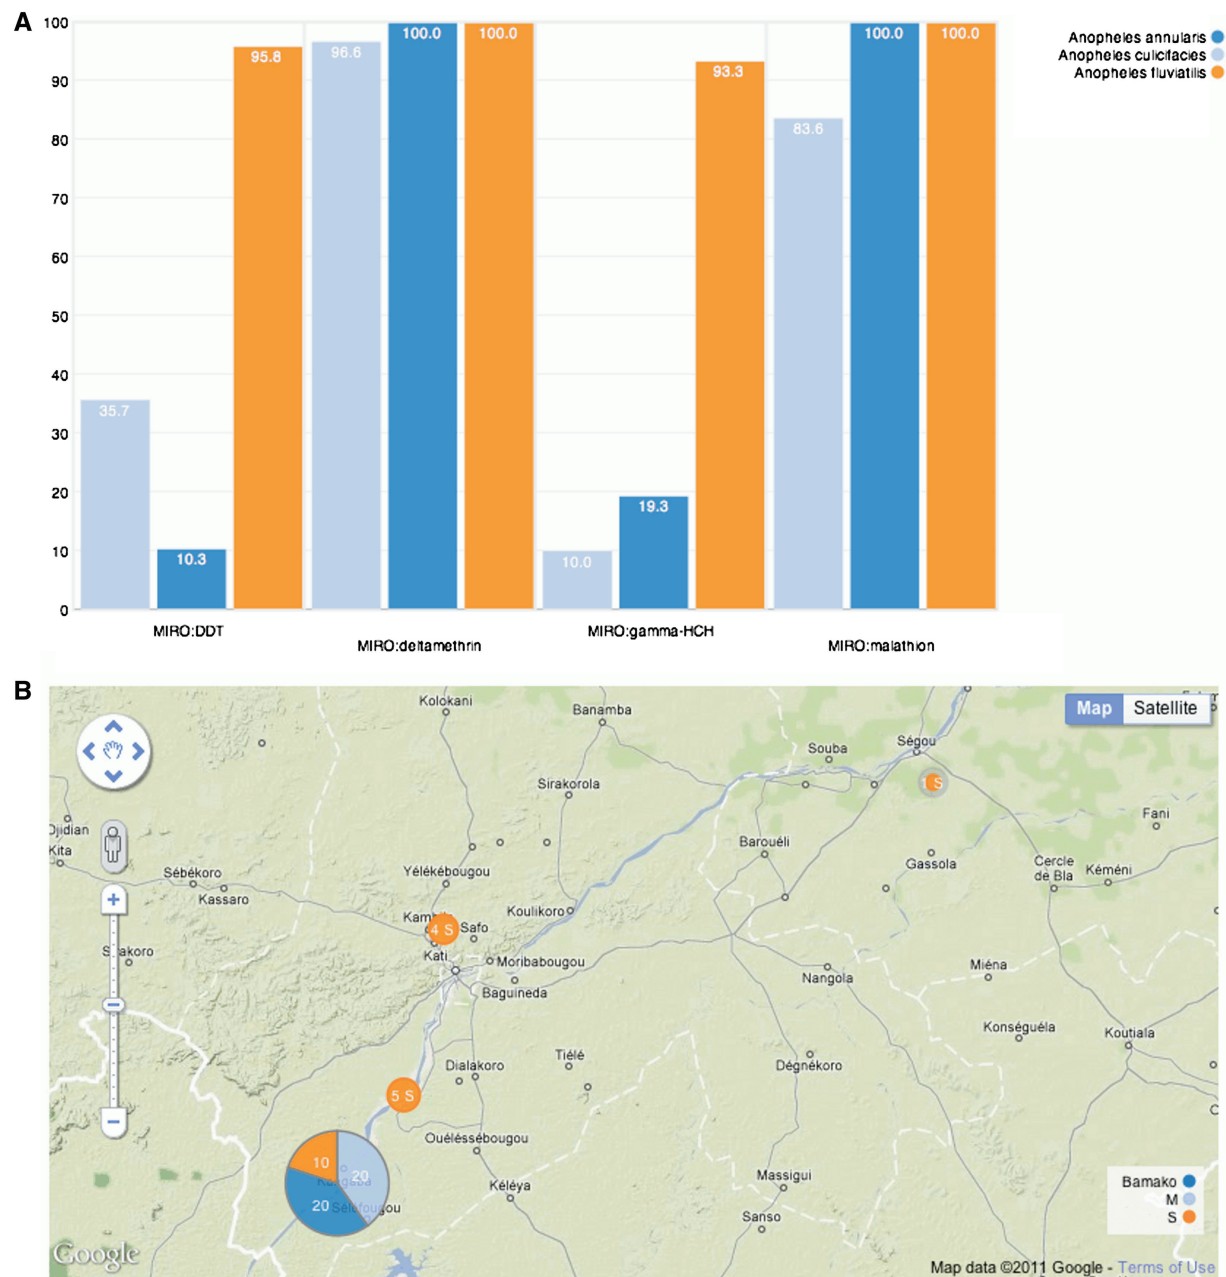 A
100
90
80
70
60
50
40
30
20
10
0
35.7
10.3
95.8
96.6
100.0
100.0
10.0
19.3
93.3
83.6
100.0
100.0
MIRO:DDT
MIRO:deltamethrin
MIRO:gamma-HCH
MIRO:malathion
Anopheles annularis
Anopheles culicifacies
Anopheles fluviatilis
B
Map
Satellite
Kolokani
Banamba
Souba
Ségou
Sirakorola
S
Fani
Djidian
Kita
Barouéli
Gassola
Cercle
de Bla
Kéméni
Sébékoro
Kassaro
Yélékébougou
Koulikoro
4 S
Safo
Kati
Moribabougou
Baguineda
Nangola
Miéna
Konséguéla
Koutiala
Dialakoro
Tiélé
Dégnékoro
5 S
Ouéléssébougou
10
20
20
Séléfougou
Kéléya
Massigui
Sanso
Bamako
M
S
Google
Map data ©2011 Google - Terms of Use